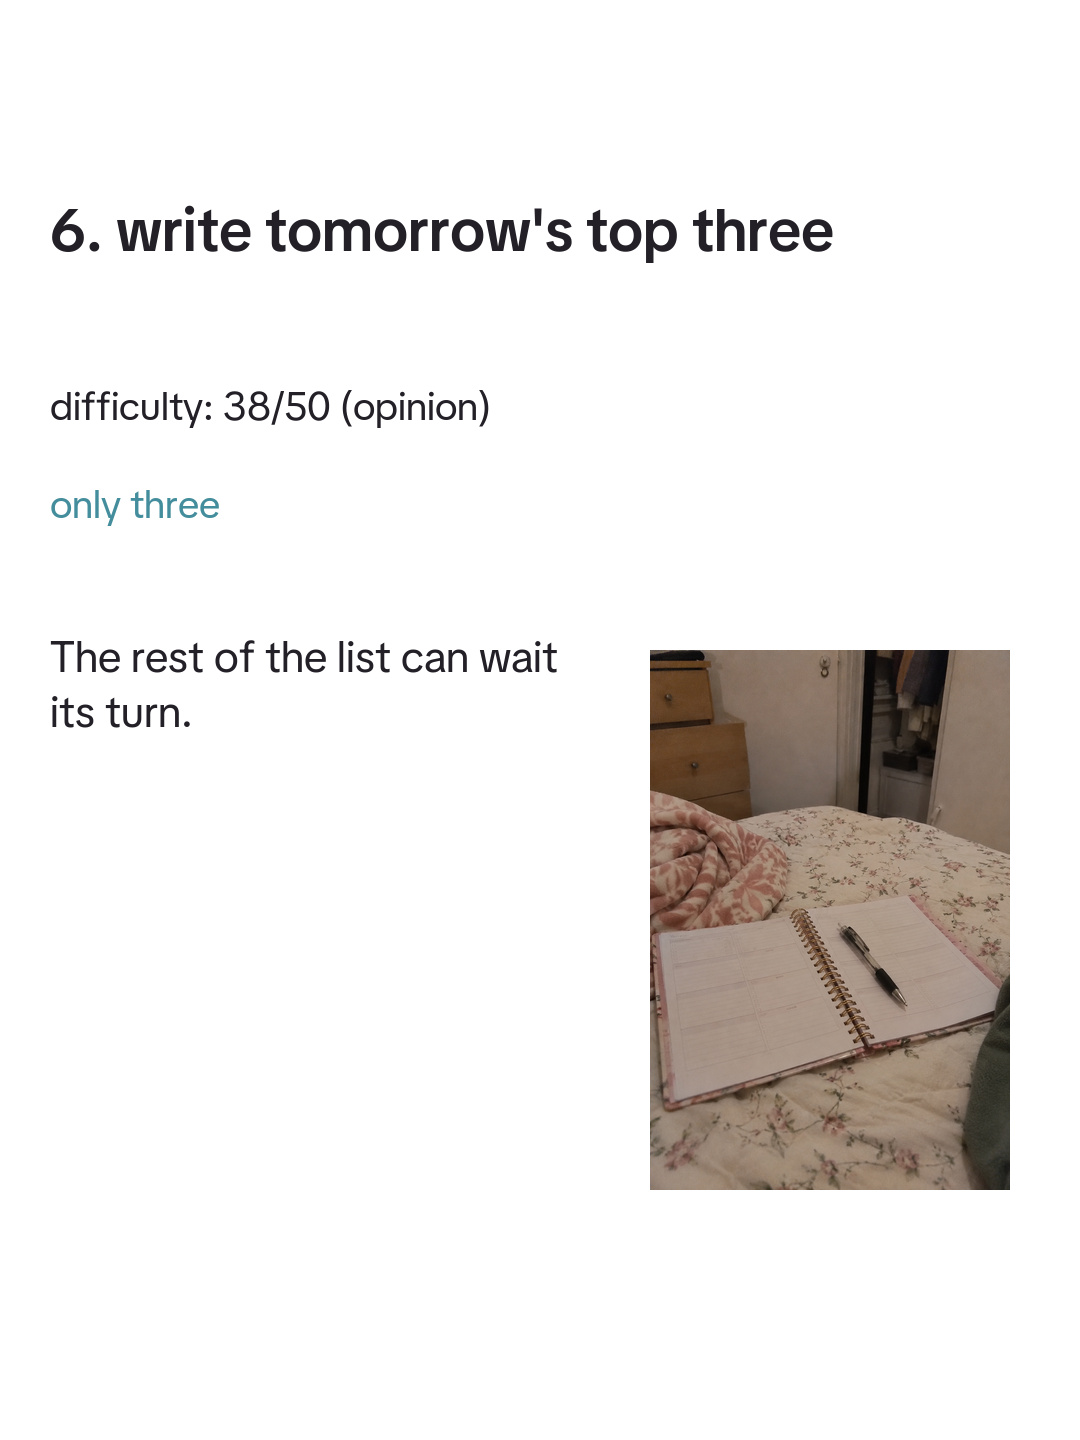 6. write tomorrow's top three
difficulty: 38/50 (opinion)
only three
The rest of the list can wait
its turn.